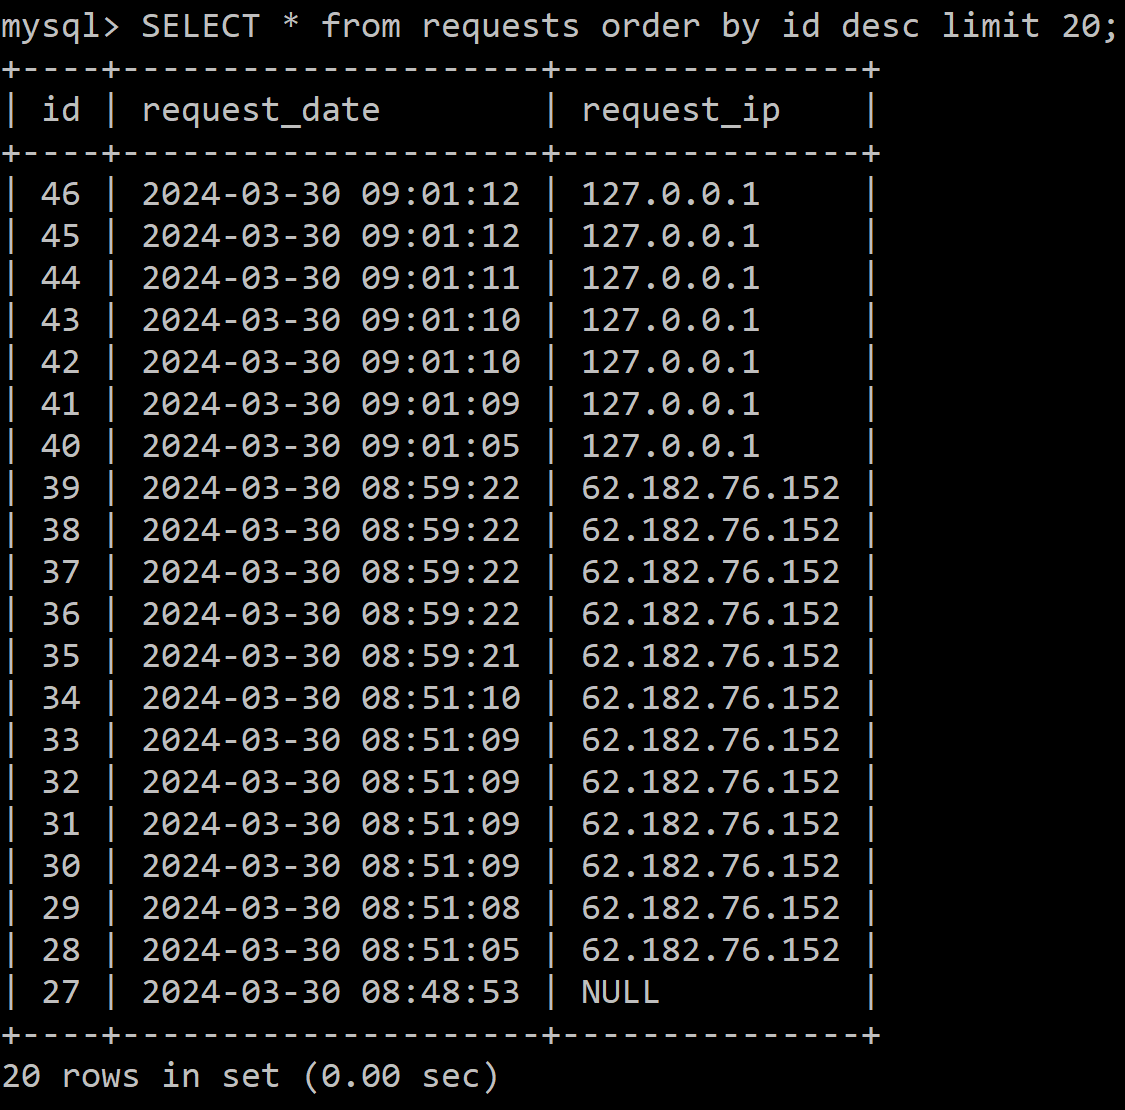 mysql> SELECT * from requests order by id desc limit 20;
+----+---------------------+---------------+
| id | request_date        | request_ip    |
+----+---------------------+---------------+
| 46 | 2024-03-30 09:01:12 | 127.0.0.1     |
| 45 | 2024-03-30 09:01:12 | 127.0.0.1     |
| 44 | 2024-03-30 09:01:11 | 127.0.0.1     |
| 43 | 2024-03-30 09:01:10 | 127.0.0.1     |
| 42 | 2024-03-30 09:01:10 | 127.0.0.1     |
| 41 | 2024-03-30 09:01:09 | 127.0.0.1     |
| 40 | 2024-03-30 09:01:05 | 127.0.0.1     |
| 39 | 2024-03-30 08:59:22 | 62.182.76.152 |
| 38 | 2024-03-30 08:59:22 | 62.182.76.152 |
| 37 | 2024-03-30 08:59:22 | 62.182.76.152 |
| 36 | 2024-03-30 08:59:22 | 62.182.76.152 |
| 35 | 2024-03-30 08:59:21 | 62.182.76.152 |
| 34 | 2024-03-30 08:51:10 | 62.182.76.152 |
| 33 | 2024-03-30 08:51:09 | 62.182.76.152 |
| 32 | 2024-03-30 08:51:09 | 62.182.76.152 |
| 31 | 2024-03-30 08:51:09 | 62.182.76.152 |
| 30 | 2024-03-30 08:51:09 | 62.182.76.152 |
| 29 | 2024-03-30 08:51:08 | 62.182.76.152 |
| 28 | 2024-03-30 08:51:05 | 62.182.76.152 |
| 27 | 2024-03-30 08:48:53 | NULL          |
+----+---------------------+---------------+
20 rows in set (0.00 sec)